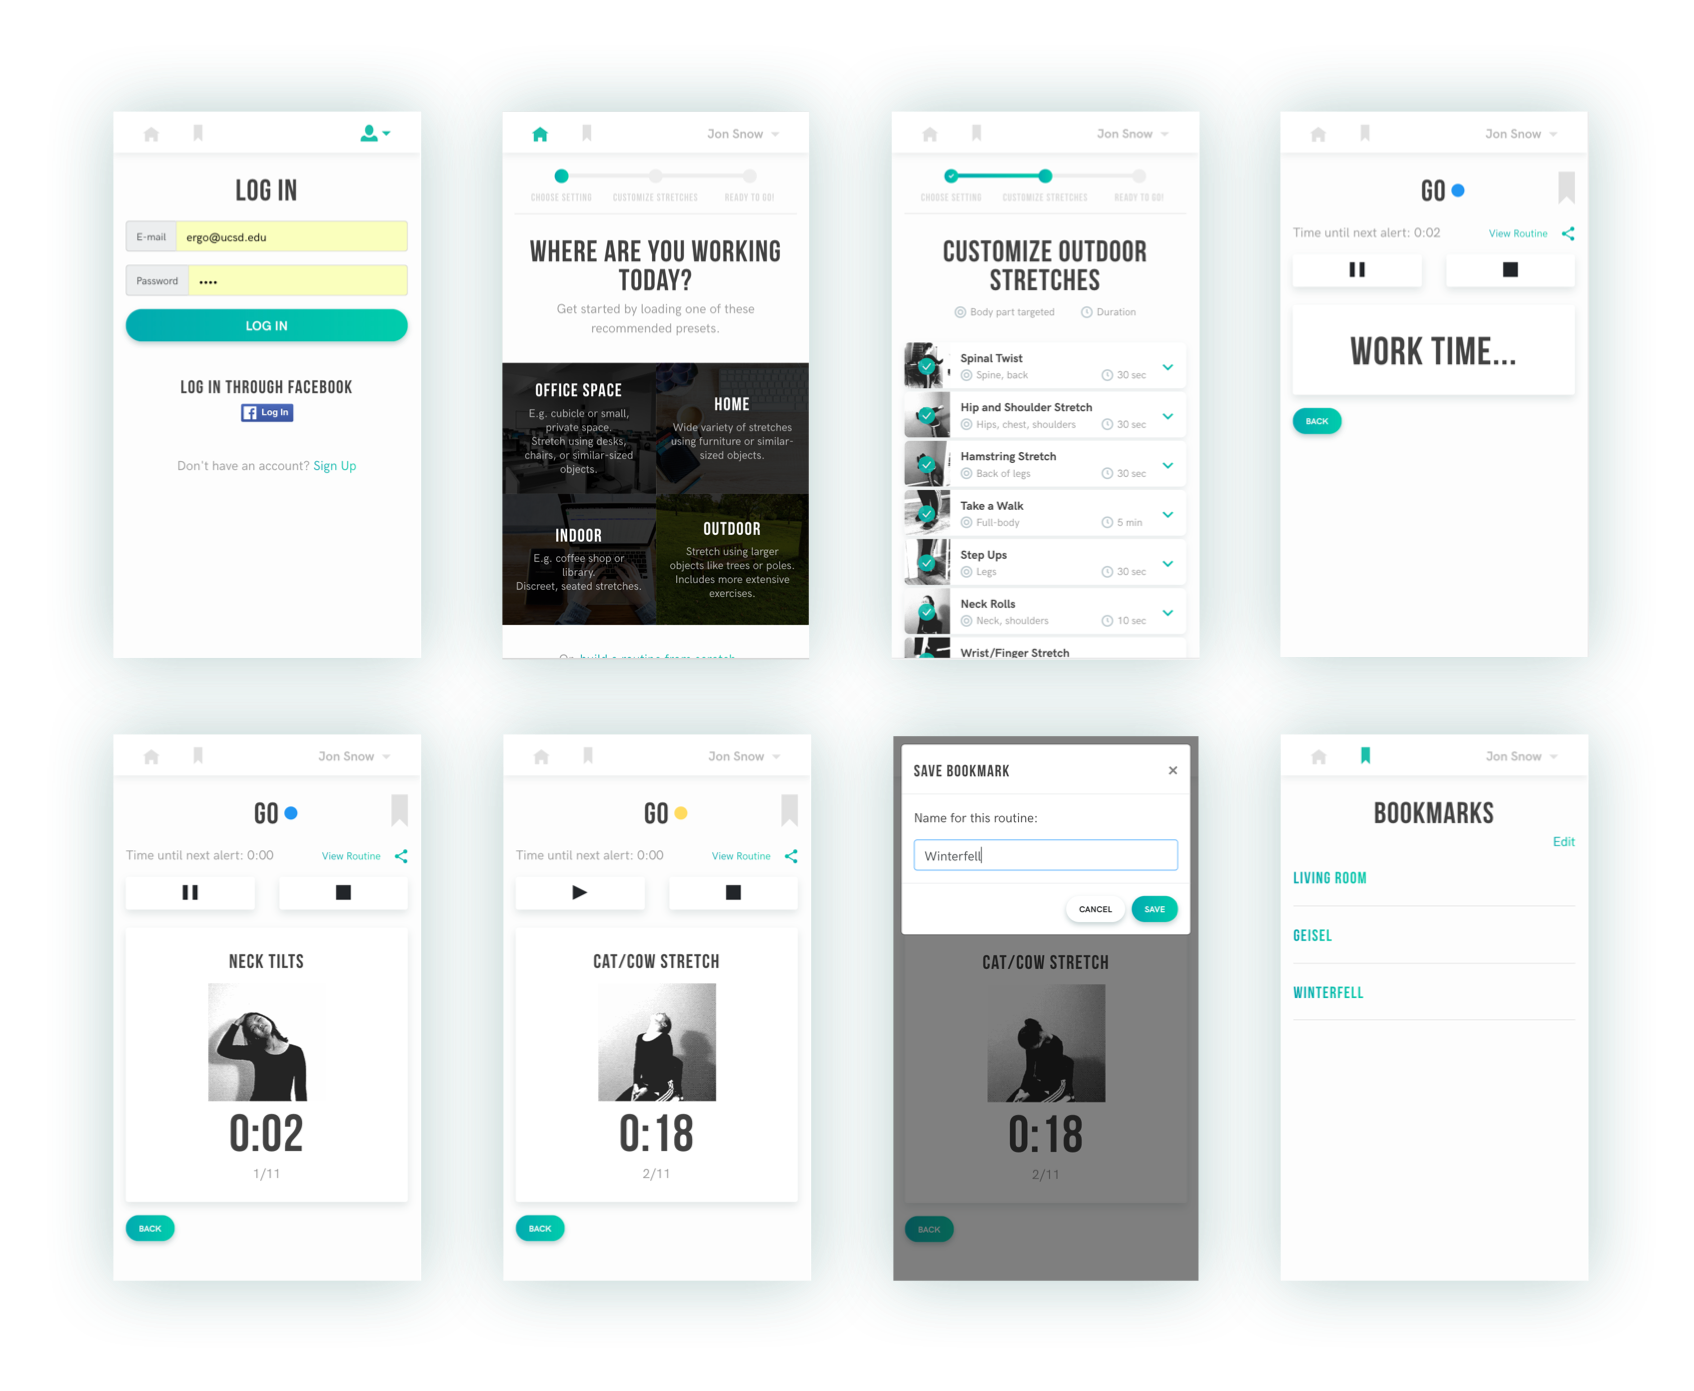 LOG IN
E-mail
ergo@ucsd.edu
Password
••••
LOG IN
LOG IN THROUGH FACEBOOK
f Log In
Don't have an account? Sign Up
Jon Snow
CHOOSE SETTING CUSTOMIZE STRETCHES READY TO GO!
WHERE ARE YOU WORKING
TODAY?
Get started by loading one of these
recommended presets.
OFFICE SPACE
E.g. cubicle or small,
private space.
Stretch using desks,
chairs, or similar-sized
objects.
HOME
Wide variety of stretches
using furniture or similar-
sized objects.
INDOOR
E.g. coffee shop or
library.
Discreet, seated stretches.
OUTDOOR
Stretch using larger
objects like trees or poles.
Includes more extensive
exercises.
Or, build a routine from scratch
Jon Snow
CHOOSE SETTING CUSTOMIZE STRETCHES READY TO GO!
CUSTOMIZE OUTDOOR
STRETCHES
Body part targeted Duration
Spinal Twist
Spine, back 30 sec
Hip and Shoulder Stretch
Hips, chest, shoulders 30 sec
Hamstring Stretch
Back of legs 30 sec
Take a Walk
Full-body 5 min
Step Ups
Legs 30 sec
Neck Rolls
Neck, shoulders 10 sec
Wrist/Finger Stretch
Jon Snow
GO
Time until next alert: 0:02 View Routine
WORK TIME...
BACK
Jon Snow
GO
Time until next alert: 0:00 View Routine
NECK TILTS
0:02
1/11
BACK
Jon Snow
GO
Time until next alert: 0:00 View Routine
CAT/COW STRETCH
0:18
2/11
BACK
SAVE BOOKMARK ×
Name for this routine:
Winterfell
CANCEL SAVE
CAT/COW STRETCH
0:18
2/11
BACK
Jon Snow
BOOKMARKS
Edit
LIVING ROOM
GEISEL
WINTERFELL